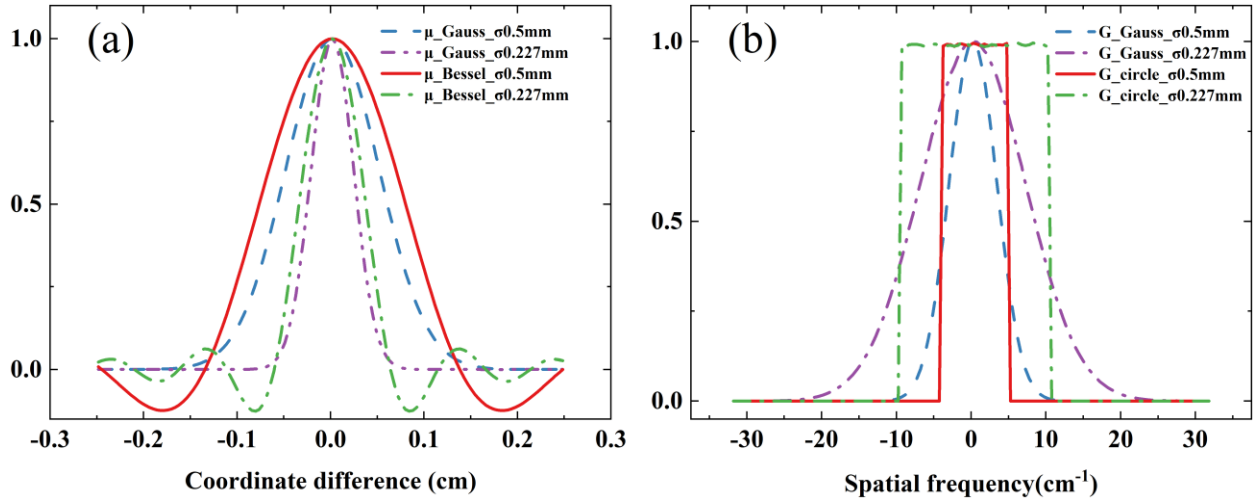 (a)
μ_Gauss_σ0.5mm
μ_Gauss_σ0.227mm
μ_Bessel_σ0.5mm
μ_Bessel_σ0.227mm
1.0
0.5
0.0
-0.3
-0.2
-0.1
0.0
0.1
0.2
0.3
Coordinate difference (cm)
(b)
G_Gauss_σ0.5mm
G_Gauss_σ0.227mm
G_circle_σ0.5mm
G_circle_σ0.227mm
1.0
0.5
0.0
-30
-20
-10
0
10
20
30
Spatial frequency(cm⁻¹)